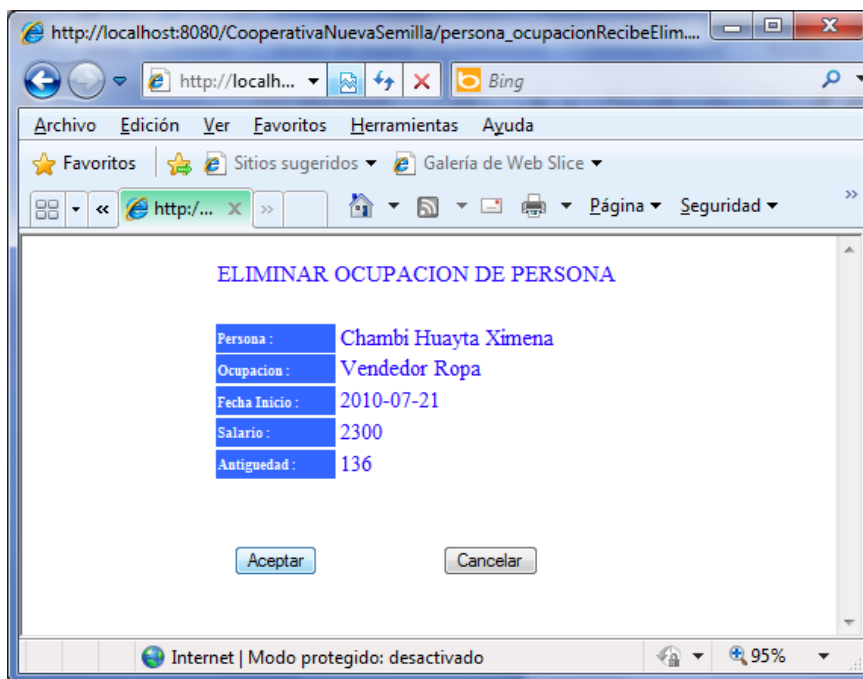 http://localhost:8080/CooperativaNuevaSemilla/persona_ocupacionRecibeElim....
http://localh...
Bing
Archivo Edición Ver Favoritos Herramientas Ayuda
Favoritos Sitios sugeridos Galería de Web Slice
http:/... Página Seguridad
ELIMINAR OCUPACION DE PERSONA
Persona : Chambi Huayta Ximena
Ocupacion : Vendedor Ropa
Fecha Inicio : 2010-07-21
Salario : 2300
Antiguedad : 136
Aceptar Cancelar
Internet | Modo protegido: desactivado 95%